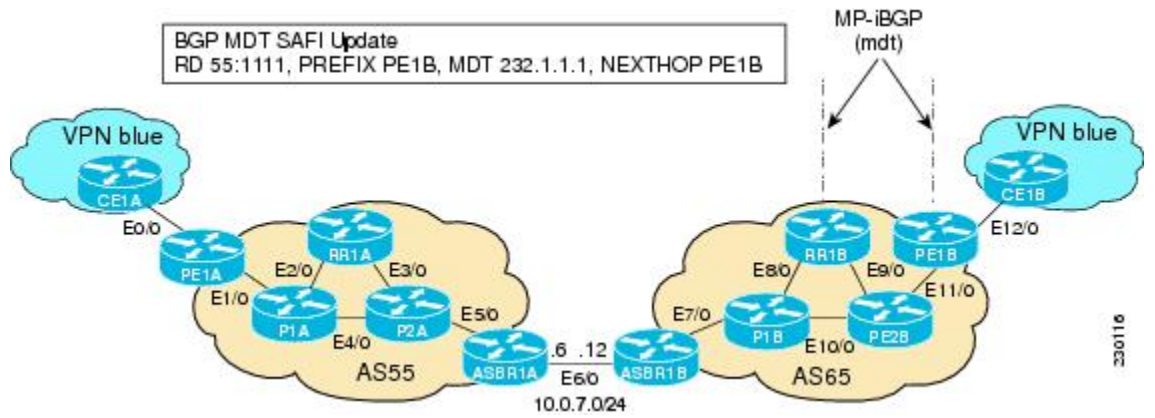 MP-iBGP
(mdt)
BGP MDT SAFI Update
RD 55:1111, PREFIX PE1B, MDT 232.1.1.1, NEXTHOP PE1B
VPN blue
CE1A
E0/0
PE1A
E1/0
E2/0
RR1A
E3/0
P1A
P2A
E4/0
E5/0
AS55
ASBR1A
.6 .12
E6/0
10.0.7.0/24
ASBR1B
E7/0
E8/0
RR1B
E9/0
PE1B
P1B
E10/0
PE2B
E11/0
AS65
VPN blue
CE1B
E12/0
230116